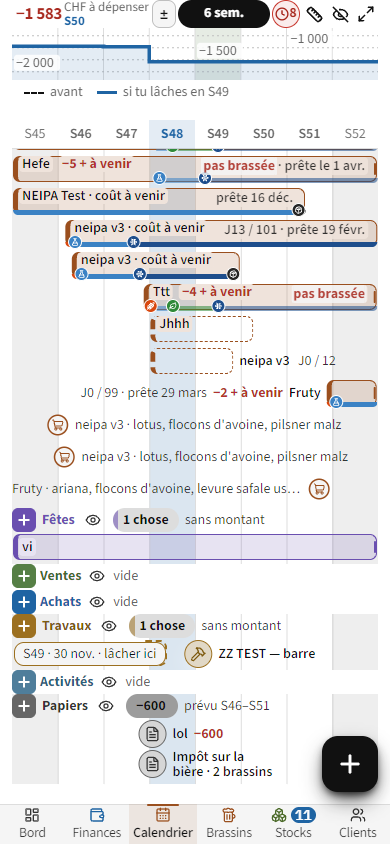 −1 583 CHF à dépenser S50 ± 6 sem. 8
−1 000
−1 500
−2 000
avant si tu lâches en S49
S45 S46 S47 S48 S49 S50 S51 S52
Hefe −5 + à venir pas brassée · prête le 1 avr.
NEIPA Test · coût à venir prête 16 déc.
neipa v3 · coût à venir J13 / 101 · prête 19 févr.
neipa v3 · coût à venir
Ttt −4 + à venir pas brassée
Jhhh
neipa v3 J0 / 12
J0 / 99 · prête 29 mars −2 + à venir Fruty
neipa v3 · lotus, flocons d'avoine, pilsner malz
neipa v3 · lotus, flocons d'avoine, pilsner malz
Fruty · ariana, flocons d'avoine, levure safale us…
+ Fêtes 1 chose sans montant
vi
+ Ventes vide
+ Achats vide
+ Travaux 1 chose sans montant
S49 · 30 nov. · lâcher ici ZZ TEST — barre
+ Activités vide
+ Papiers −600 prévu S46–S51
lol −600
Impôt sur la
bière · 2 brassins
+
Bord Finances Calendrier Brassins Stocks 11 Clients